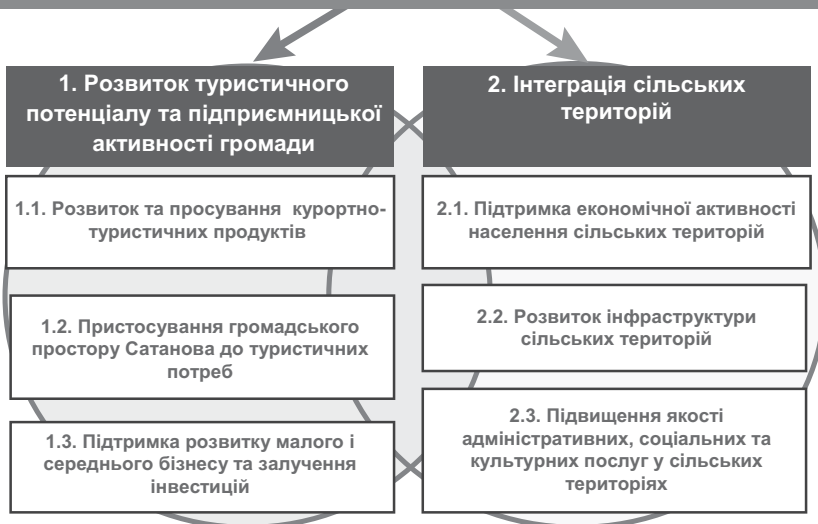 1. Розвиток туристичного
потенціалу та підприємницької
активності громади
1.1. Розвиток та просування курортно-
туристичних продуктів
1.2. Пристосування громадського
простору Сатанова до туристичних
потреб
1.3. Підтримка розвитку малого і
середнього бізнесу та залучення
інвестицій
2. Інтеграція сільських
територій
2.1. Підтримка економічної активності
населення сільських територій
2.2. Розвиток інфраструктури
сільських територій
2.3. Підвищення якості
адміністративних, соціальних та
культурних послуг у сільських
територіях